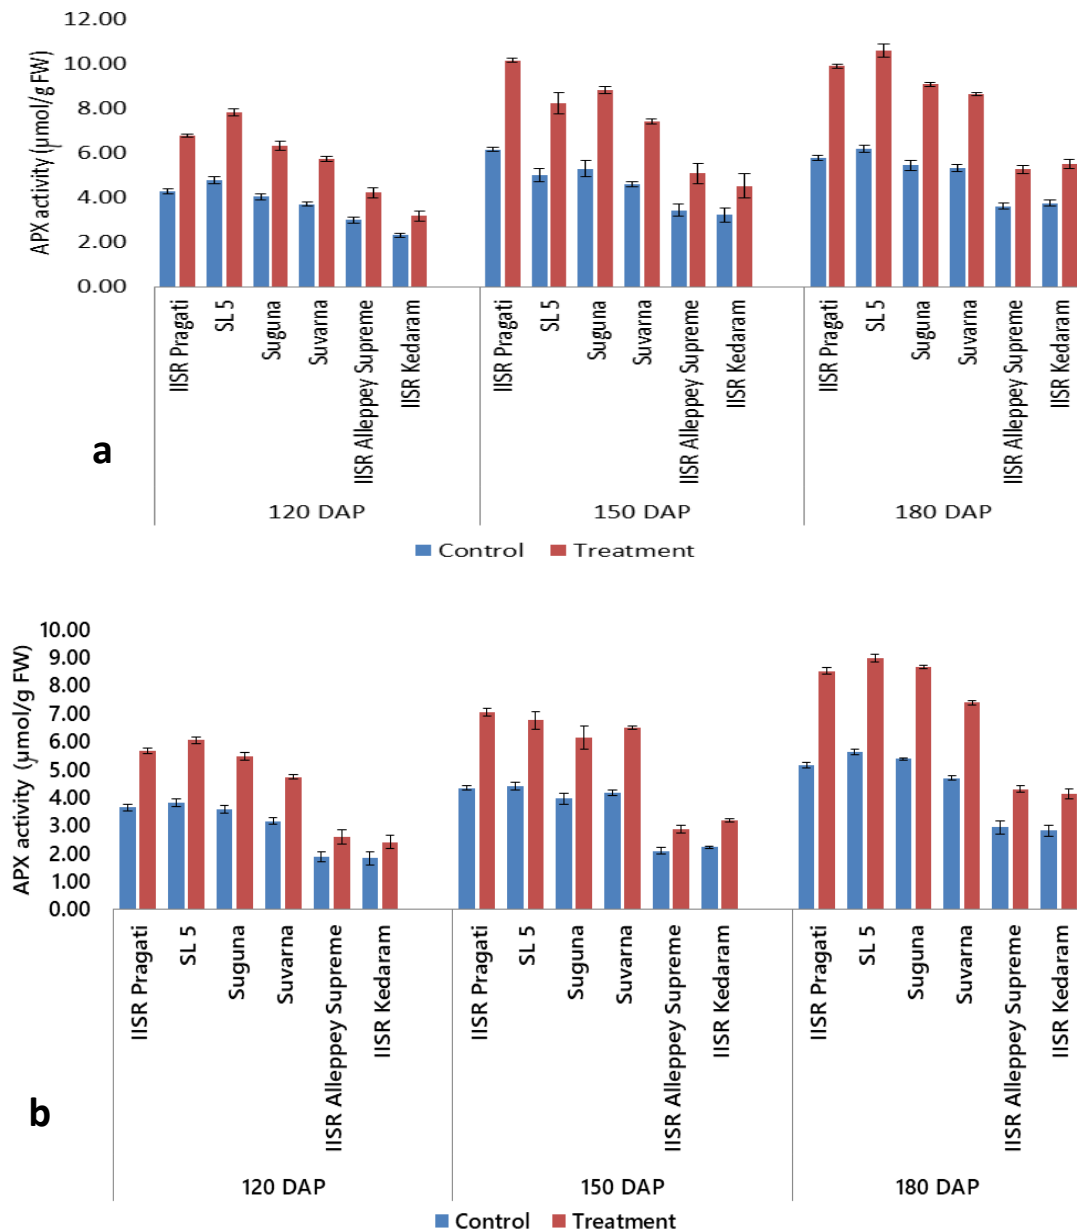 12.00
10.00
8.00
6.00
4.00
2.00
0.00
APX activity (µmol/g FW)
IISR Pragati
SL 5
Suguna
Suvarna
IISR Alleppey Supreme
IISR Kedaram
IISR Pragati
SL 5
Suguna
Suvarna
IISR Alleppey Supreme
IISR Kedaram
IISR Pragati
SL 5
Suguna
Suvarna
IISR Alleppey Supreme
IISR Kedaram
a
120 DAP
150 DAP
180 DAP
Control
Treatment
10.00
9.00
8.00
7.00
6.00
5.00
4.00
3.00
2.00
1.00
0.00
APX activity (µmol/g FW)
IISR Pragati
SL 5
Suguna
Suvarna
IISR Alleppey Supreme
IISR Kedaram
IISR Pragati
SL 5
Suguna
Suvarna
IISR Alleppey Supreme
IISR Kedaram
IISR Pragati
SL 5
Suguna
Suvarna
IISR Alleppey Supreme
IISR Kedaram
b
120 DAP
150 DAP
180 DAP
Control
Treatment